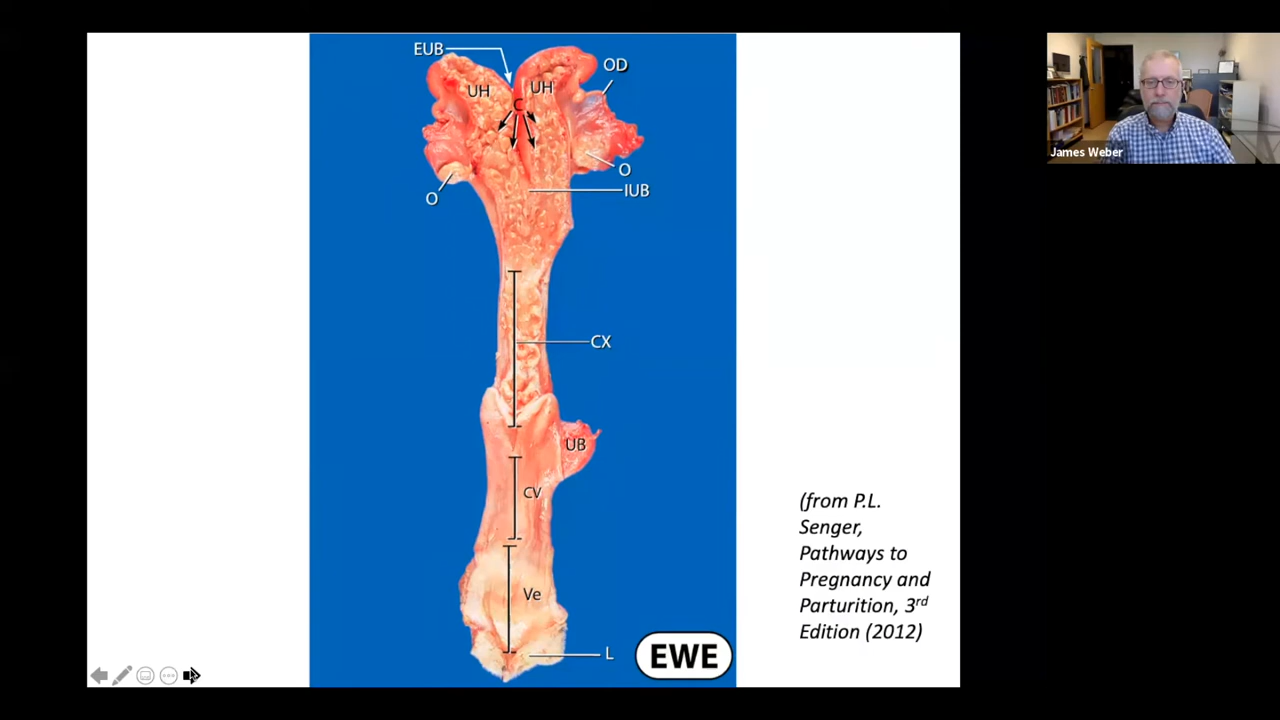 EUB
OD
UH
UH
C
O
O
IUB
CX
UB
CV
Ve
L
EWE
(from P.L.
Senger,
Pathways to
Pregnancy and
Parturition, 3rd
Edition (2012)
James Weber